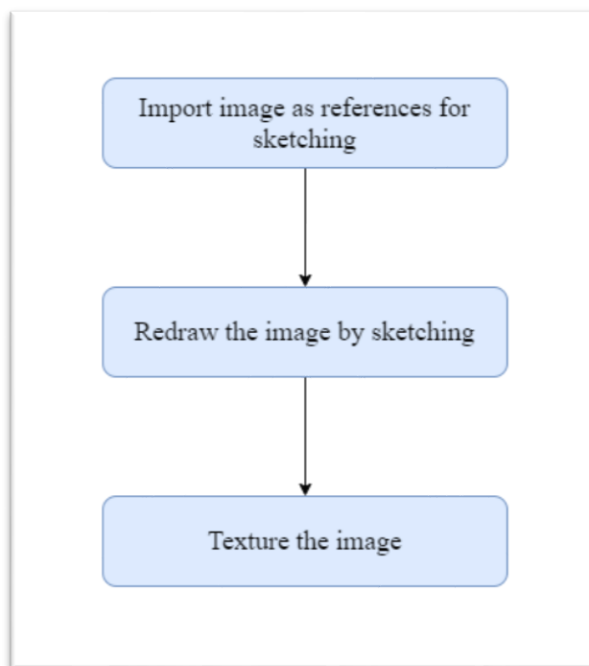 Import image as references for
sketching
Redraw the image by sketching
Texture the image